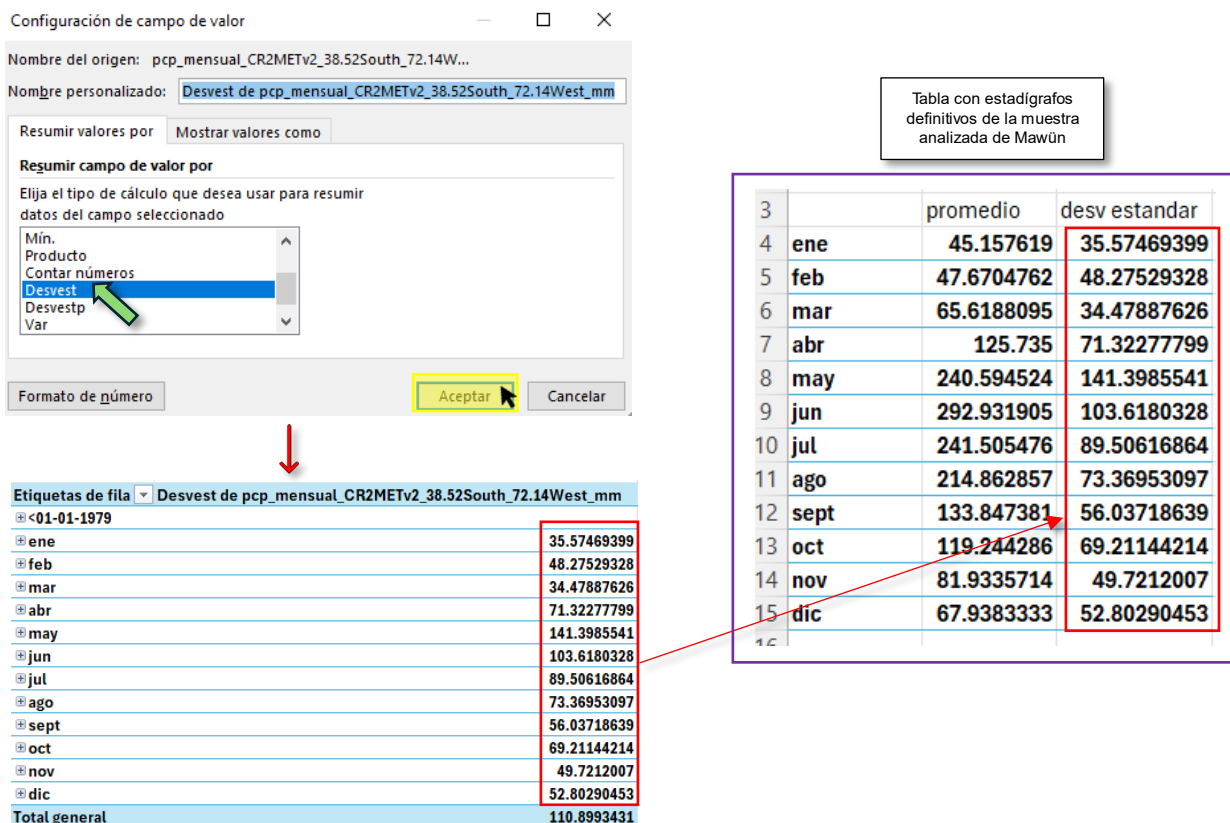 Configuración de campo de valor
Nombre del origen: pcp_mensual_CR2METv2_38.52South_72.14W...
Nombre personalizado: Desvest de pcp_mensual_CR2METv2_38.52South_72.14West_mm
Resumir valores por Mostrar valores como
Resumir campo de valor por
Elija el tipo de cálculo que desea usar para resumir
datos del campo seleccionado
Mín.
Producto
Contar números
Desvest
Desvestp
Var
Formato de número Aceptar Cancelar
Etiquetas de fila Desvest de pcp_mensual_CR2METv2_38.52South_72.14West_mm
<01-01-1979
ene 35.57469399
feb 48.27529328
mar 34.47887626
abr 71.32277799
may 141.3985541
jun 103.6180328
jul 89.50616864
ago 73.36953097
sept 56.03718639
oct 69.21144214
nov 49.7212007
dic 52.80290453
Total general 110.8993431
Tabla con estadígrafos
definitivos de la muestra
analizada de Mawün
3 promedio desv estandar
4 ene 45.157619 35.57469399
5 feb 47.6704762 48.27529328
6 mar 65.6188095 34.47887626
7 abr 125.735 71.32277799
8 may 240.594524 141.3985541
9 jun 292.931905 103.6180328
10 jul 241.505476 89.50616864
11 ago 214.862857 73.36953097
12 sept 133.847381 56.03718639
13 oct 119.244286 69.21144214
14 nov 81.9335714 49.7212007
15 dic 67.9383333 52.80290453
16